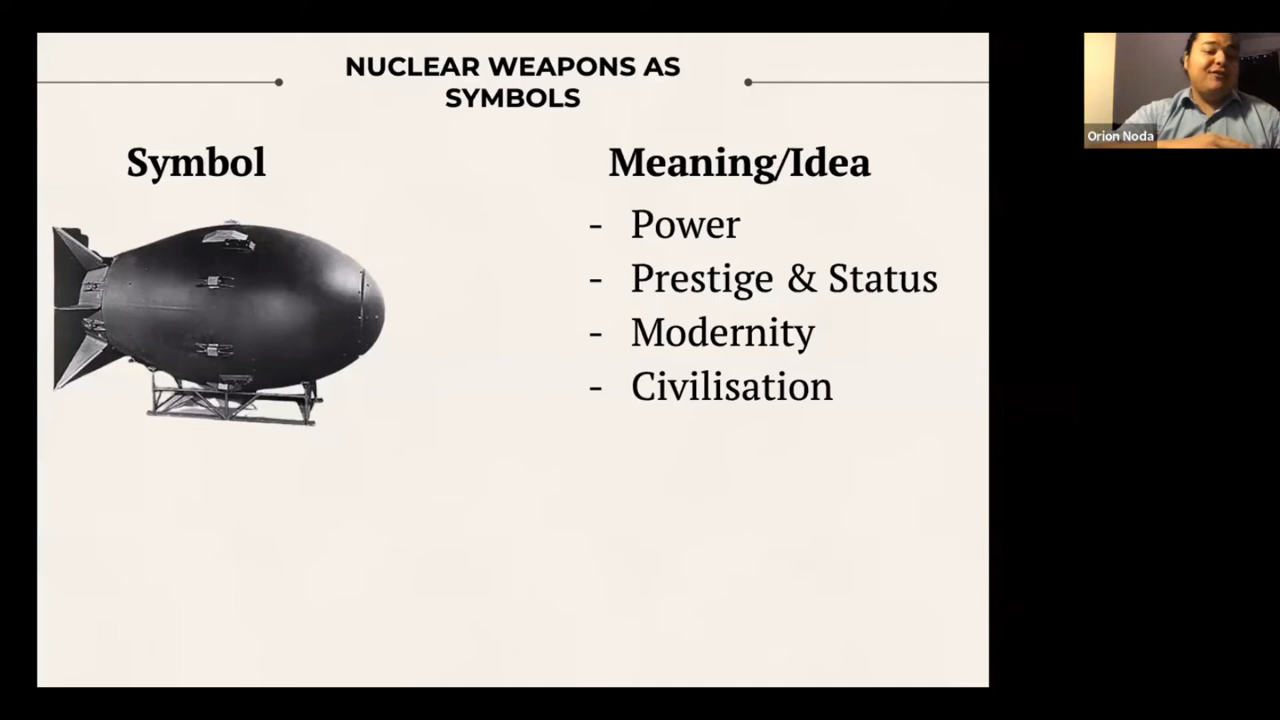 NUCLEAR WEAPONS AS
SYMBOLS
Symbol
Meaning/Idea
- Power
- Prestige & Status
- Modernity
- Civilisation
Orion Noda